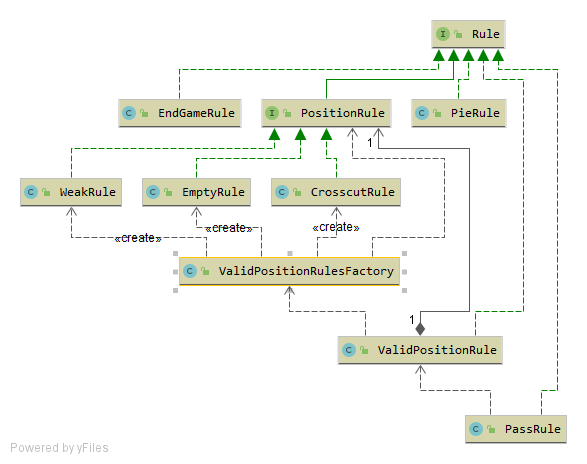 I Rule
C EndGameRule
I PositionRule
C PieRule
1
C WeakRule
C EmptyRule
C CrosscutRule
«create»
«create»
«create»
C ValidPositionRulesFactory
1
C ValidPositionRule
C PassRule
Powered by yFiles